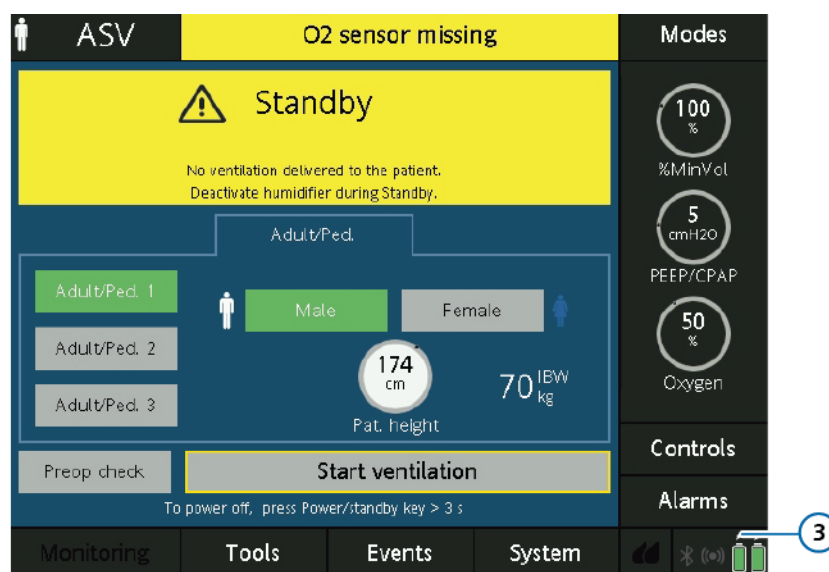 ASV
O2 sensor missing
Modes
Standby
No ventilation delivered to the patient.
Deactivate humidifier during Standby.
100
%
%MinVol
5
cmH2O
PEEP/CPAP
50
%
Oxygen
Adult/Ped.
Adult/Ped. 1
Male
Female
Adult/Ped. 2
174
cm
70 IBW kg
Adult/Ped. 3
Pat. height
Controls
Preop check
Start ventilation
Alarms
To power off, press Power/standby key > 3 s
3
Monitoring
Tools
Events
System